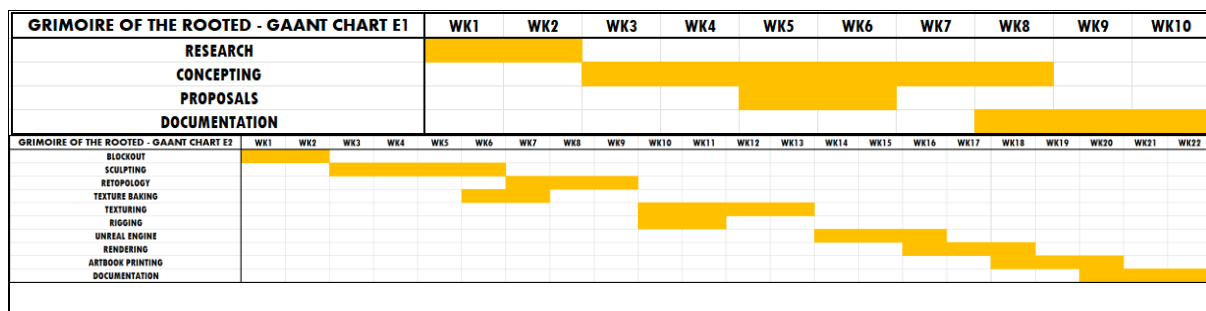 GRIMOIRE OF THE ROOTED - GAANT CHART E1 WK1 WK2 WK3 WK4 WK5 WK6 WK7 WK8 WK9 WK10
RESEARCH
CONCEPTING
PROPOSALS
DOCUMENTATION
GRIMOIRE OF THE ROOTED - GAANT CHART E2 WK1 WK2 WK3 WK4 WK5 WK6 WK7 WK8 WK9 WK10 WK11 WK12 WK13 WK14 WK15 WK16 WK17 WK18 WK19 WK20 WK21 WK22
BLOCKOUT
SCULPTING
RETOPOLOGY
TEXTURE BAKING
TEXTURING
RIGGING
UNREAL ENGINE
RENDERING
ARTBOOK PRINTING
DOCUMENTATION